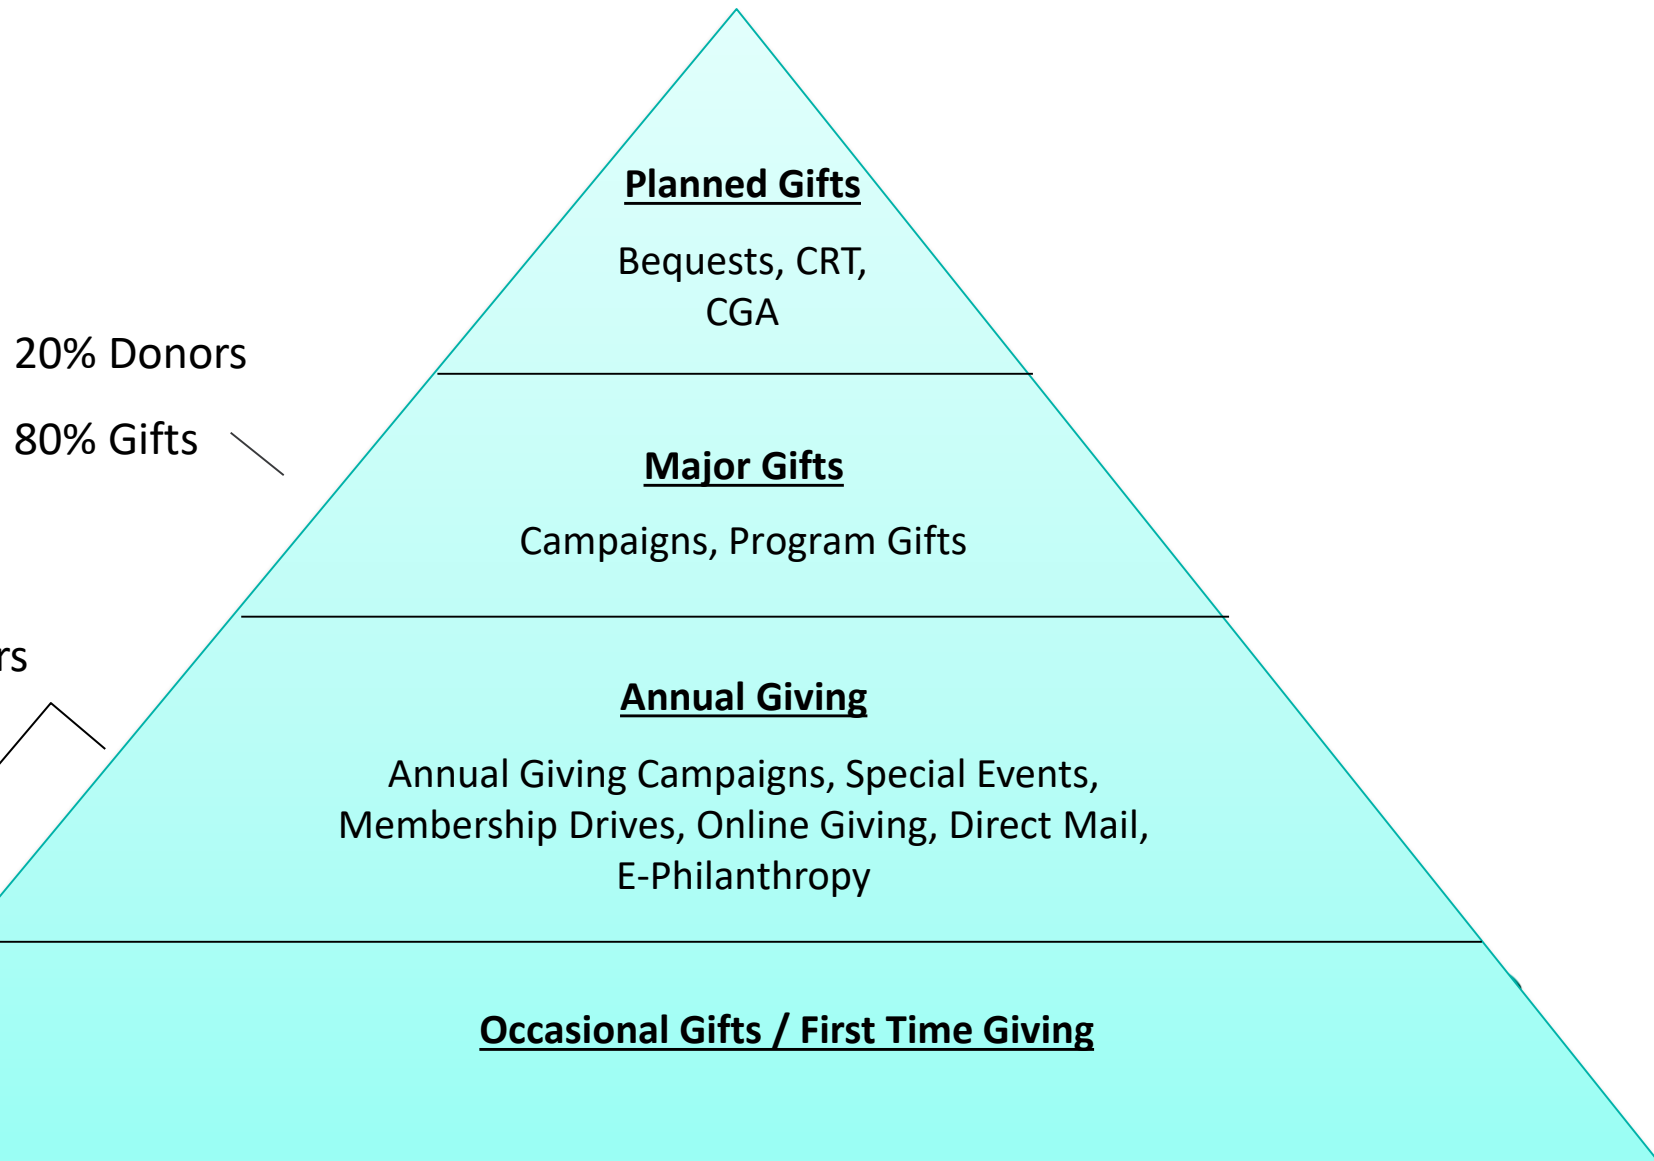 Planned Gifts
Bequests, CRT,
CGA
20% Donors
80% Gifts
Major Gifts
Campaigns, Program Gifts
Annual Giving
Annual Giving Campaigns, Special Events,
Membership Drives, Online Giving, Direct Mail,
E-Philanthropy
Occasional Gifts / First Time Giving